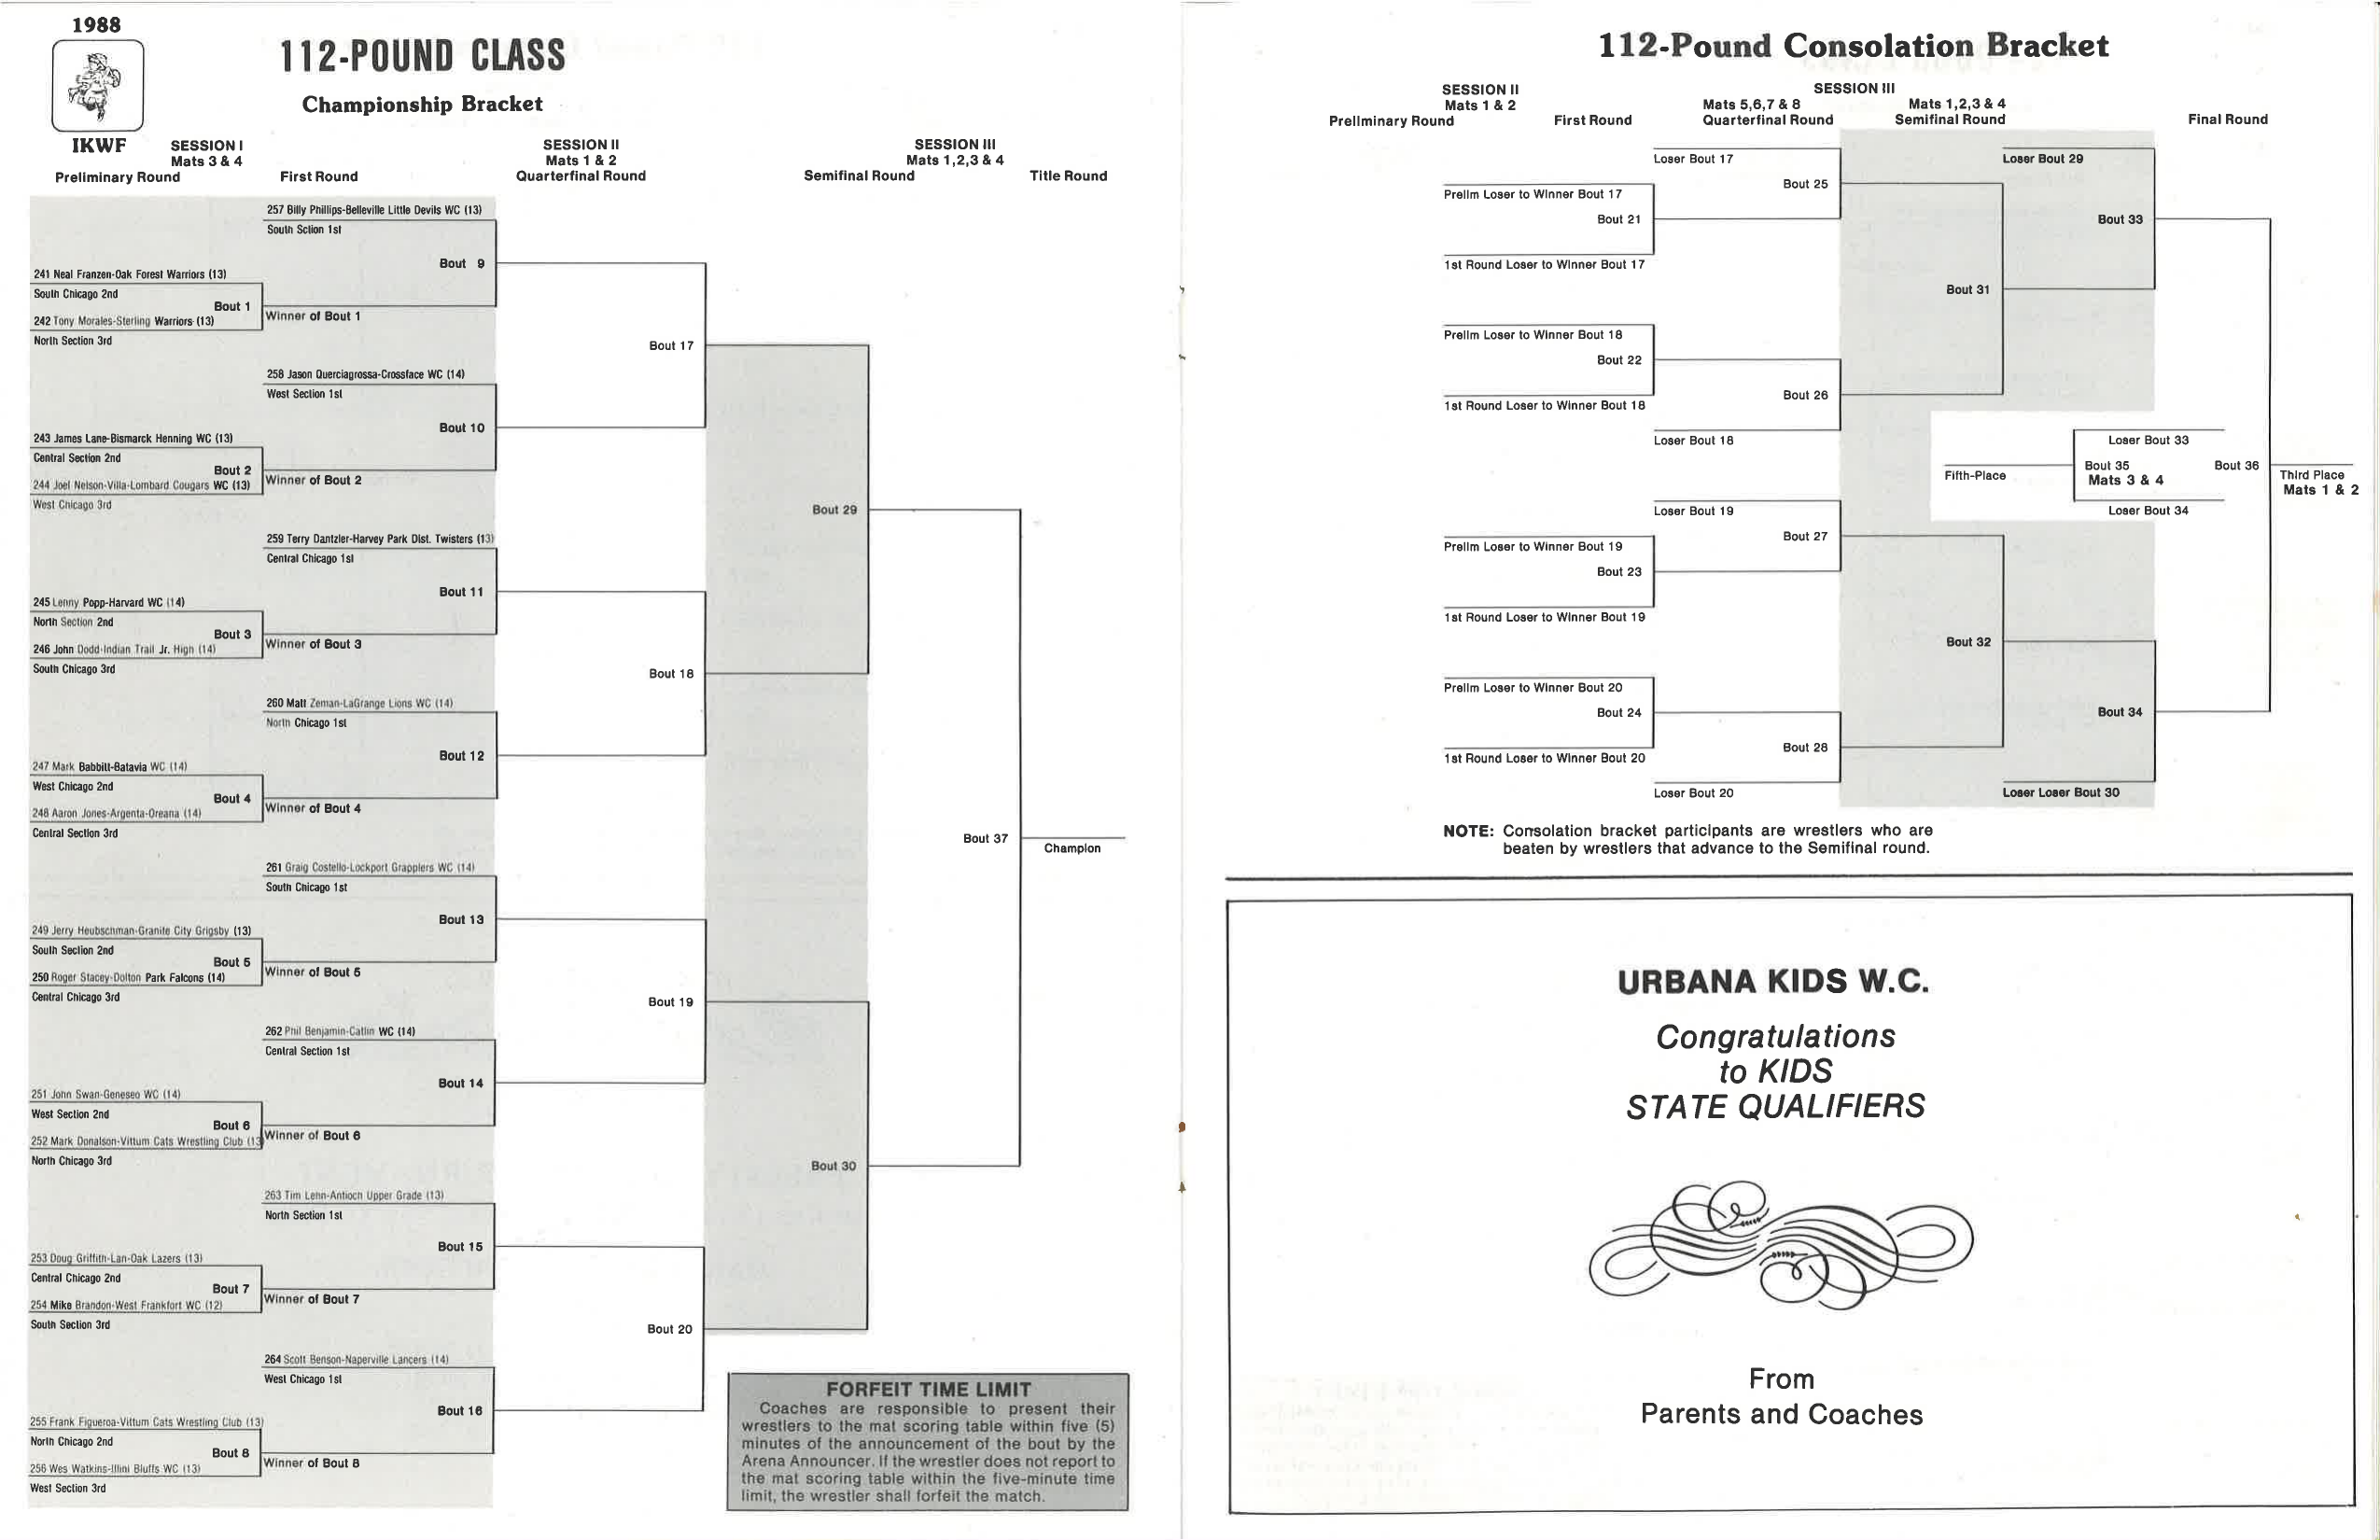 1988
112-POUND CLASS
Championship Bracket
IKWF
SESSION I
Mats 3 & 4
Preliminary Round
First Round
SESSION II
Mats 1 & 2
Quarterfinal Round
SESSION III
Mats 1,2,3 & 4
Semifinal Round
Title Round
257 Billy Phillips-Belleville Little Devils WC (13)
South Sction 1st
Bout 9
241 Neal Franzen-Oak Forest Warriors (13)
South Chicago 2nd
Bout 1
242 Tony Morales-Sterling Warriors (13)
North Section 3rd
Winner of Bout 1
Bout 17
258 Jason Querciagrossa-Crossface WC (14)
West Section 1st
Bout 10
243 James Lane-Bismarck Henning WC (13)
Central Section 2nd
Bout 2
244 Joel Nelson-Villa-Lombard Cougars WC (13)
West Chicago 3rd
Winner of Bout 2
Bout 29
259 Terry Dantzler-Harvey Park Dist. Twisters (13)
Central Chicago 1st
Bout 11
245 Lenny Popp-Harvard WC (14)
North Section 2nd
Bout 3
246 John Dodd-Indian Trail Jr. High (14)
South Chicago 3rd
Winner of Bout 3
Bout 18
260 Matt Zeman-LaGrange Lions WC (14)
North Chicago 1st
Bout 12
247 Mark Babbitt-Batavia WC (14)
West Chicago 2nd
Bout 4
248 Aaron Jones-Argenta-Oreana (14)
Central Section 3rd
Winner of Bout 4
Bout 37
Champion
261 Graig Costello-Lockport Grapplers WC (14)
South Chicago 1st
Bout 13
249 Jerry Heubschman-Granite City Grigsby (13)
South Section 2nd
Bout 5
250 Roger Stacey-Dolton Park Falcons (14)
Central Chicago 3rd
Winner of Bout 5
Bout 19
262 Phil Benjamin-Catlin WC (14)
Central Section 1st
Bout 14
251 John Swan-Geneseo WC (14)
West Section 2nd
Bout 6
252 Mark Donalson-Vittum Cats Wrestling Club (13
North Chicago 3rd
Winner of Bout 6
Bout 30
263 Tim Lenn-Antioch Upper Grade (13)
North Section 1st
Bout 15
253 Doug Griffith-Lan-Oak Lazers (13)
Central Chicago 2nd
Bout 7
254 Mike Brandon-West Frankfort WC (12)
South Section 3rd
Winner of Bout 7
Bout 20
264 Scott Benson-Naperville Lancers (14)
West Chicago 1st
Bout 16
255 Frank Figueroa-Vittum Cats Wrestling Club (13)
North Chicago 2nd
Bout 8
256 Wes Watkins-Illini Bluffs WC (13)
West Section 3rd
Winner of Bout 8
FORFEIT TIME LIMIT
Coaches are responsible to present their
wrestlers to the mat scoring table within five (5)
minutes of the announcement of the bout by the
Arena Announcer. If the wrestler does not report to
the mat scoring table within the five-minute time
limit, the wrestler shall forfeit the match.
112-Pound Consolation Bracket
SESSION II
Mats 1 & 2
Preliminary Round
First Round
SESSION III
Mats 5,6,7 & 8
Quarterfinal Round
Mats 1,2,3 & 4
Semifinal Round
Final Round
Loser Bout 17
Loser Bout 29
Bout 25
Prelim Loser to Winner Bout 17
Bout 21
Bout 33
1st Round Loser to Winner Bout 17
Bout 31
Prelim Loser to Winner Bout 18
Bout 22
Bout 26
1st Round Loser to Winner Bout 18
Loser Bout 18
Loser Bout 33
Fifth-Place
Bout 35
Mats 3 & 4
Bout 36
Third Place
Mats 1 & 2
Loser Bout 19
Loser Bout 34
Bout 27
Prelim Loser to Winner Bout 19
Bout 23
1st Round Loser to Winner Bout 19
Bout 32
Prelim Loser to Winner Bout 20
Bout 24
Bout 34
Bout 28
1st Round Loser to Winner Bout 20
Loser Bout 20
Loser Loser Bout 30
NOTE: Consolation bracket participants are wrestlers who are
beaten by wrestlers that advance to the Semifinal round.
URBANA KIDS W.C.
Congratulations
to KIDS
STATE QUALIFIERS
From
Parents and Coaches